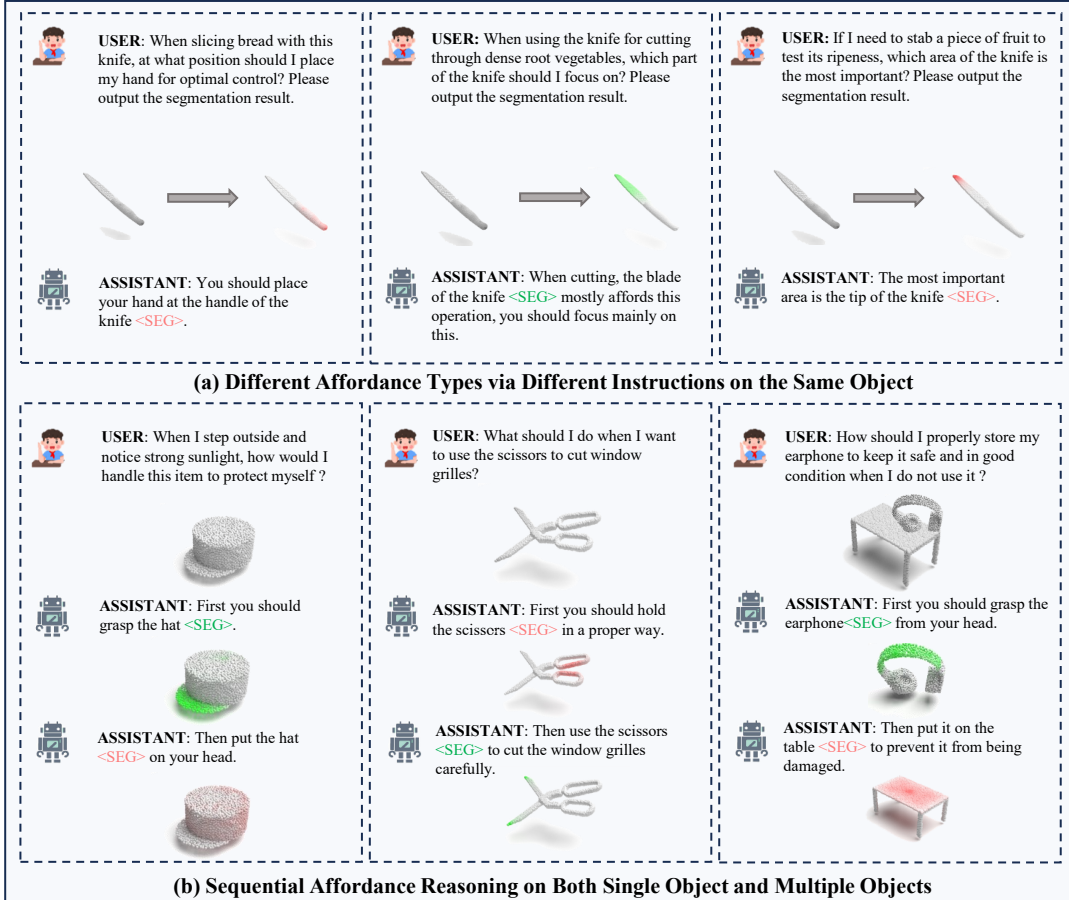 USER: When slicing bread with this
knife, at what position should I place
my hand for optimal control? Please
output the segmentation result.
ASSISTANT: You should place
your hand at the handle of the
knife <SEG>.
USER: When using the knife for cutting
through dense root vegetables, which part
of the knife should I focus on? Please
output the segmentation result.
ASSISTANT: When cutting, the blade
of the knife <SEG> mostly affords this
operation, you should focus mainly on
this.
USER: If I need to stab a piece of fruit to
test its ripeness, which area of the knife is
the most important? Please output the
segmentation result.
ASSISTANT: The most important
area is the tip of the knife <SEG>.
(a) Different Affordance Types via Different Instructions on the Same Object
USER: When I step outside and
notice strong sunlight, how would I
handle this item to protect myself ?
ASSISTANT: First you should
grasp the hat <SEG>.
ASSISTANT: Then put the hat
<SEG> on your head.
USER: What should I do when I want
to use the scissors to cut window
grilles?
ASSISTANT: First you should hold
the scissors <SEG> in a proper way.
ASSISTANT: Then use the scissors
<SEG> to cut the window grilles
carefully.
USER: How should I properly store my
earphone to keep it safe and in good
condition when I do not use it ?
ASSISTANT: First you should grasp the
earphone<SEG> from your head.
ASSISTANT: Then put it on the
table <SEG> to prevent it from being
damaged.
(b) Sequential Affordance Reasoning on Both Single Object and Multiple Objects